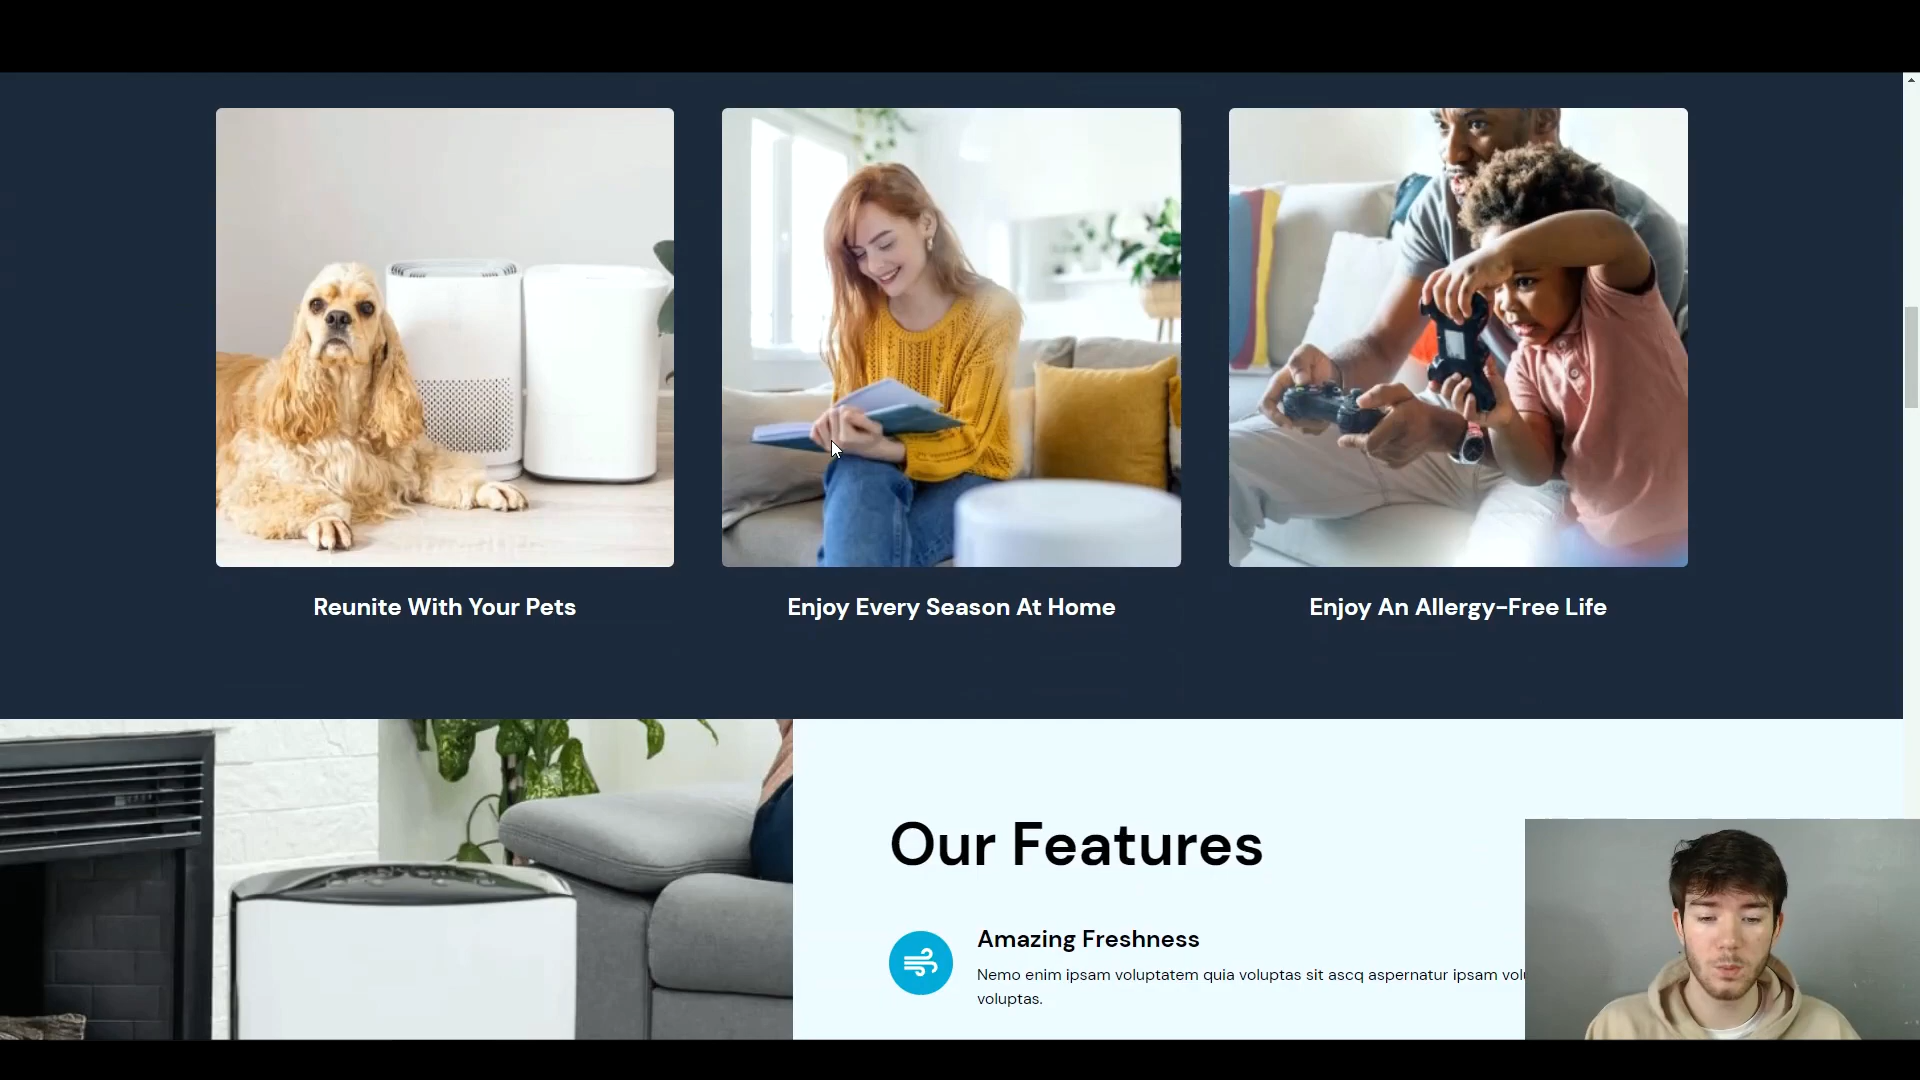 Reunite With Your Pets
Enjoy Every Season At Home
Enjoy An Allergy-Free Life
Our Features
Amazing Freshness
Nemo enim ipsam voluptatem quia voluptas sit ascq aspernatur ipsam
voluptas.